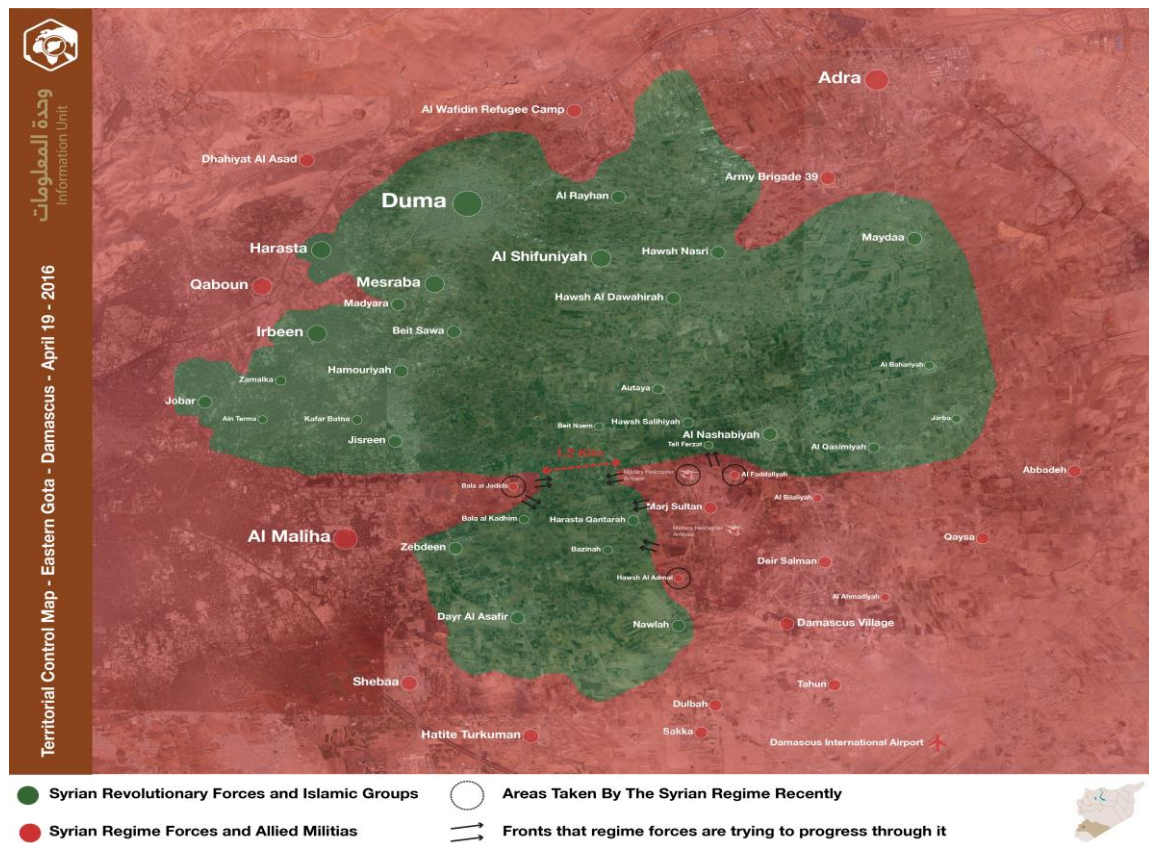 وحدة المعلومات
Information Unit
Territorial Control Map - Eastern Gota - Damascus - April 19 - 2016
Adra
Al Wafidin Refugee Camp
Dhahiyat Al Asad
Army Brigade 39
Duma
Al Rayhan
Maydaa
Harasta
Al Shifuniyah
Hawsh Nasri
Qaboun
Mesraba
Hawsh Al Dawahirah
Madyara
Irbeen
Beit Sawa
Al Bahariyah
Hamouriyah
Zamalka
Autaya
Jobar
Ain Terma
Kafar Batna
Hawsh Salihiyah
Jarba
Beit Naem
Al Nashabiyah
Jisreen
Tell Ferzat
Al Qasimiyah
Military Helicopter
Airbase
Al Faddaliyah
Abbadeh
Bala al Jadida
Al Bilaliyah
Marj Sultan
Bala al Kadhim
Harasta Qantarah
Military Helicopter
Airbase
Al Maliha
Qaysa
Zebdeen
Bazinah
Deir Salman
Hawsh Al Admal
Al Ahmadiyah
Dayr Al Asafir
Nawlah
Damascus Village
Shebaa
Tahun
Dulbah
Hatite Turkuman
Sakka
Damascus International Airport
Syrian Revolutionary Forces and Islamic Groups
Areas Taken By The Syrian Regime Recently
Syrian Regime Forces and Allied Militias
Fronts that regime forces are trying to progress through it